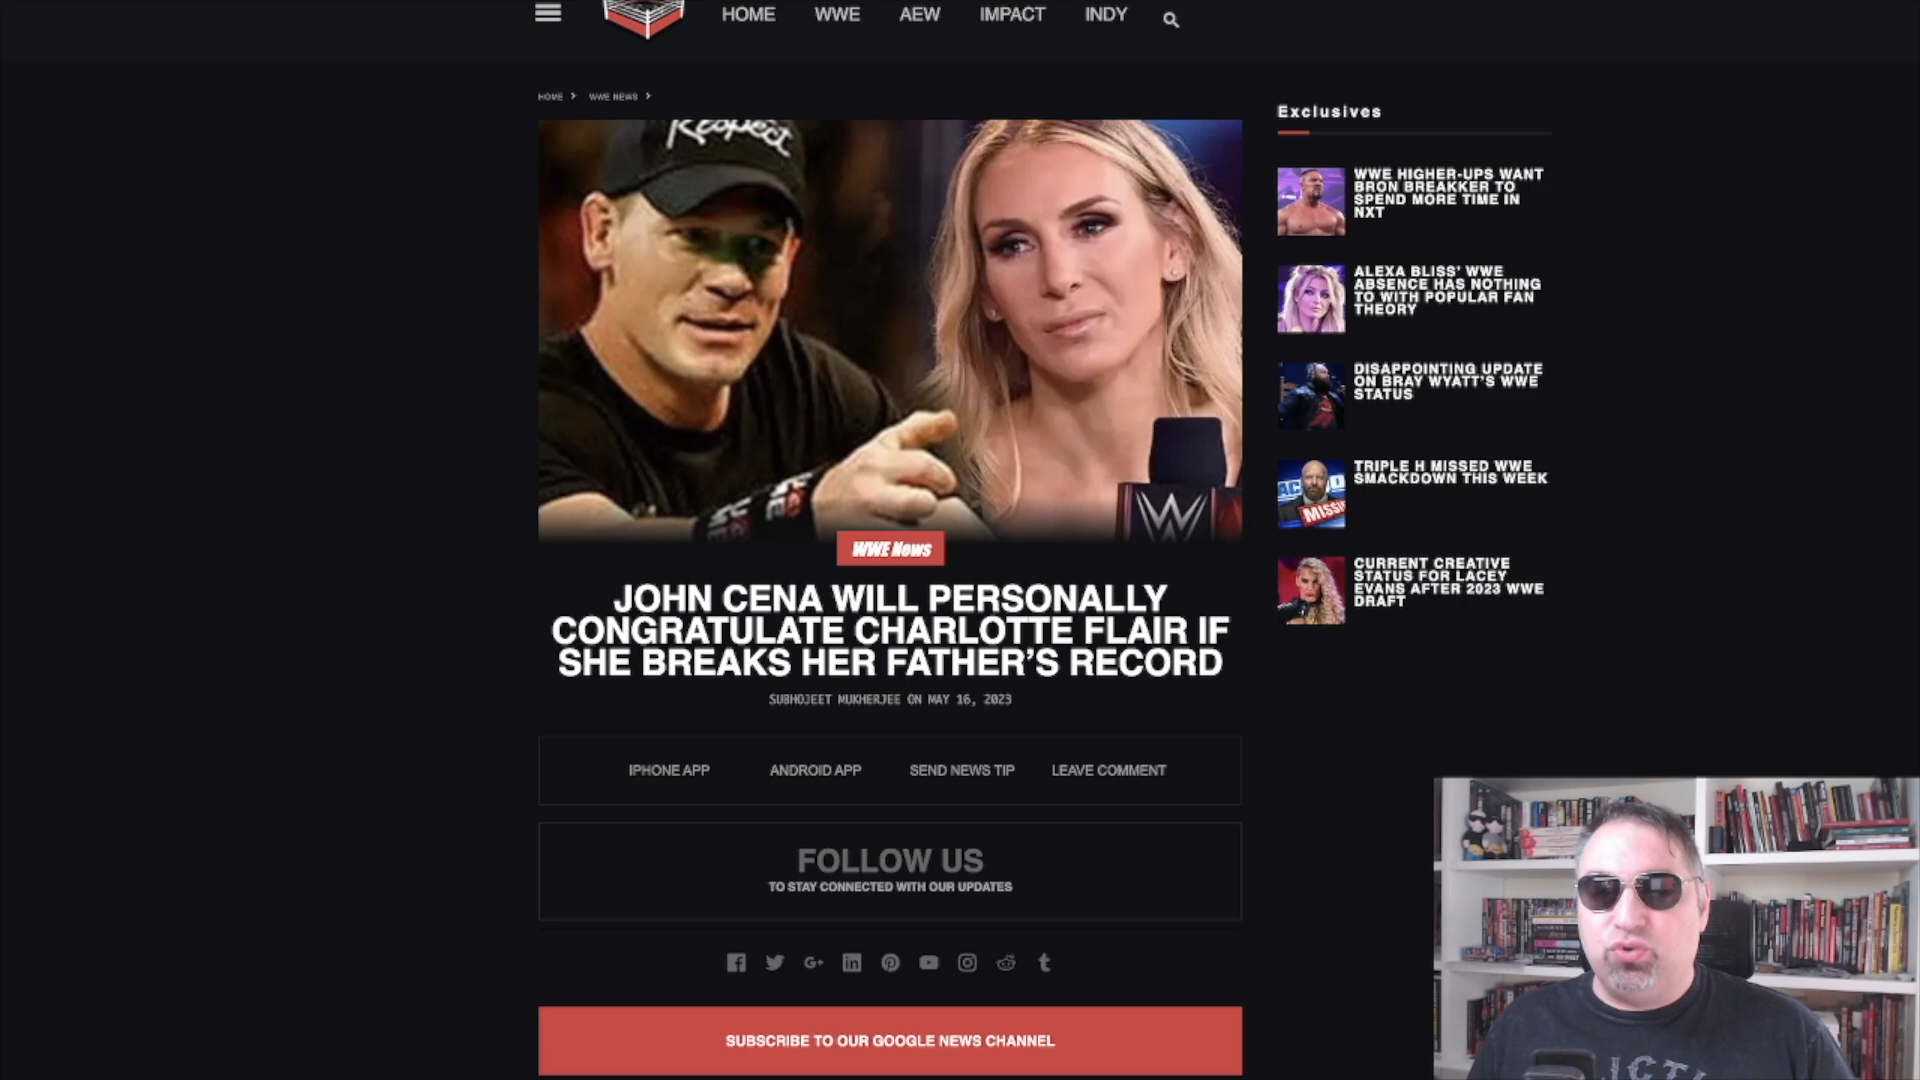 HOME
WWE
AEW
IMPACT
INDY
HOME
WWE NEWS
Respect
WWE News
JOHN CENA WILL PERSONALLY
CONGRATULATE CHARLOTTE FLAIR IF
SHE BREAKS HER FATHER'S RECORD
SUBHOJEET MUKHERJEE ON MAY 16, 2023
IPHONE APP
ANDROID APP
SEND NEWS TIP
LEAVE COMMENT
FOLLOW US
TO STAY CONNECTED WITH OUR UPDATES
SUBSCRIBE TO OUR GOOGLE NEWS CHANNEL
Exclusives
WWE HIGHER-UPS WANT
BRON BREAKKER TO
SPEND MORE TIME IN
NXT
ALEXA BLISS' WWE
ABSENCE HAS NOTHING
TO WITH POPULAR FAN
THEORY
DISAPPOINTING UPDATE
ON BRAY WYATT'S WWE
STATUS
TRIPLE H MISSED WWE
SMACKDOWN THIS WEEK
MISSI
CURRENT CREATIVE
STATUS FOR LACEY
EVANS AFTER 2023 WWE
DRAFT